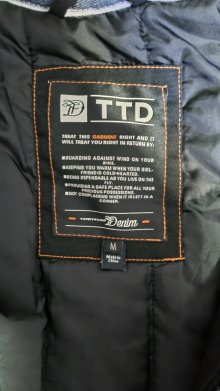 TTD
TREAT THIS GARMENT RIGHT AND IT
WILL TREAT YOU RIGHT IN RETURN BY:
•GUARDING AGAINST WIND ON YOUR
BIKE.
•KEEPING YOU WARM WHEN YOUR GIRL-
FRIEND IS COLD-HEARTED.
•BEING DEPENDABLE AS YOU LIVE ON THE
FLY.
•PROVIDING A SAFE PLACE FOR ALL YOUR
PRECIOUS POSSESSIONS.
•NOT COMPLAINING WHEN IT IS LEFT IN A
CORNER.
TOM TAILOR Denim
M
Made in
China